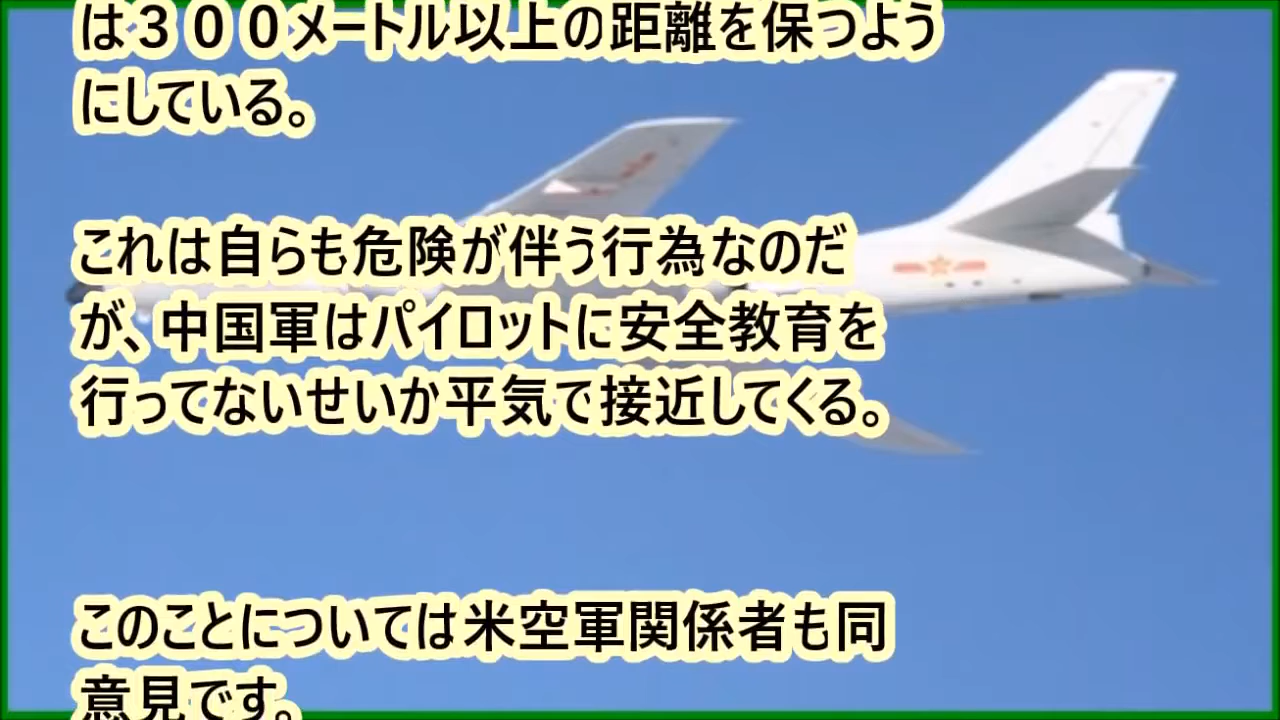 は３００メートル以上の距離を保つよう
にしている。
これは自らも危険が伴う行為なのだ
が、中国軍はパイロットに安全教育を
行ってないせいか平気で接近してくる。
このことについては米空軍関係者も同
意見です。